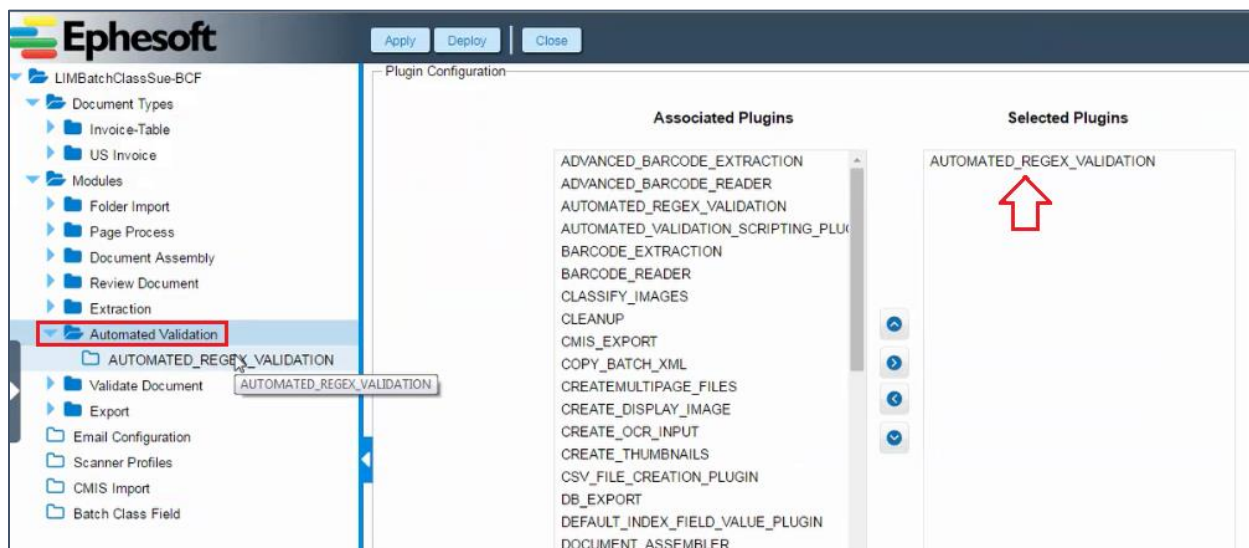 Ephesoft
Apply Deploy Close
LIMBatchClassSue-BCF
Document Types
Invoice-Table
US Invoice
Modules
Folder Import
Page Process
Document Assembly
Review Document
Extraction
Automated Validation
AUTOMATED_REGEX_VALIDATION
AUTOMATED_REGEX_VALIDATION
Validate Document
Export
Email Configuration
Scanner Profiles
CMIS Import
Batch Class Field
Plugin Configuration
Associated Plugins
ADVANCED_BARCODE_EXTRACTION
ADVANCED_BARCODE_READER
AUTOMATED_REGEX_VALIDATION
AUTOMATED_VALIDATION_SCRIPTING_PLU
BARCODE_EXTRACTION
BARCODE_READER
CLASSIFY_IMAGES
CLEANUP
CMIS_EXPORT
COPY_BATCH_XML
CREATEMULTIPAGE_FILES
CREATE_DISPLAY_IMAGE
CREATE_OCR_INPUT
CREATE_THUMBNAILS
CSV_FILE_CREATION_PLUGIN
DB_EXPORT
DEFAULT_INDEX_FIELD_VALUE_PLUGIN
DOCUMENT_ASSEMBLER
Selected Plugins
AUTOMATED_REGEX_VALIDATION